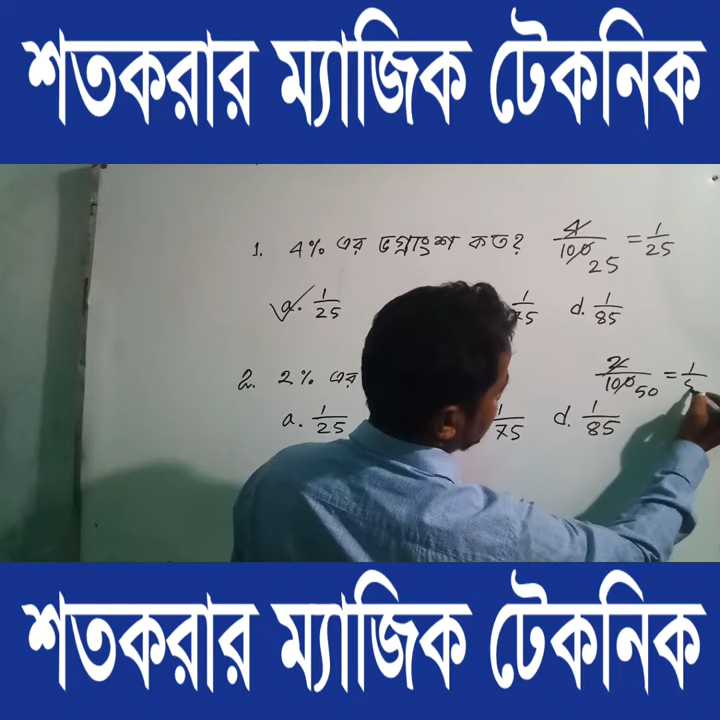 শতকরার ম্যাজিক টেকনিক
1. 4% এর ভগ্নাংশ কত? 4/100 25 = 1/25
a. 1/25 75 d. 1/85
2. 2% এর 2/100 50 = 1/5
a. 1/25 1/75 d. 1/85
শতকরার ম্যাজিক টেকনিক